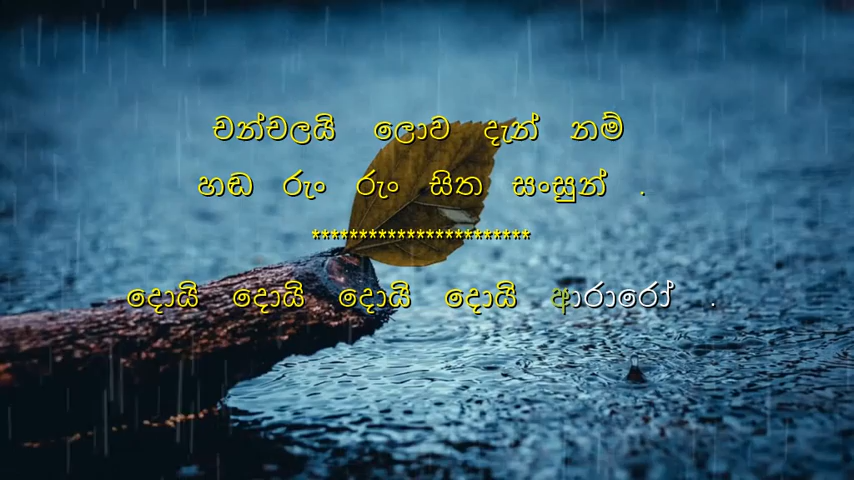 චන්චලයි ලොව දැන් නම්
හඬ රුං රුං සිත සංසුන් .
***********************
දොයි දොයි දොයි දොයි ආරාරෝ .